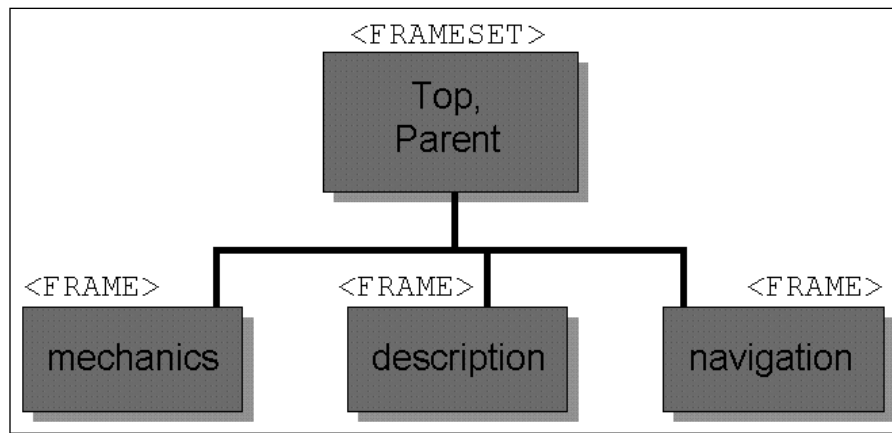 <FRAMESET>
Top,
Parent
<FRAME> <FRAME> <FRAME>
mechanics description navigation